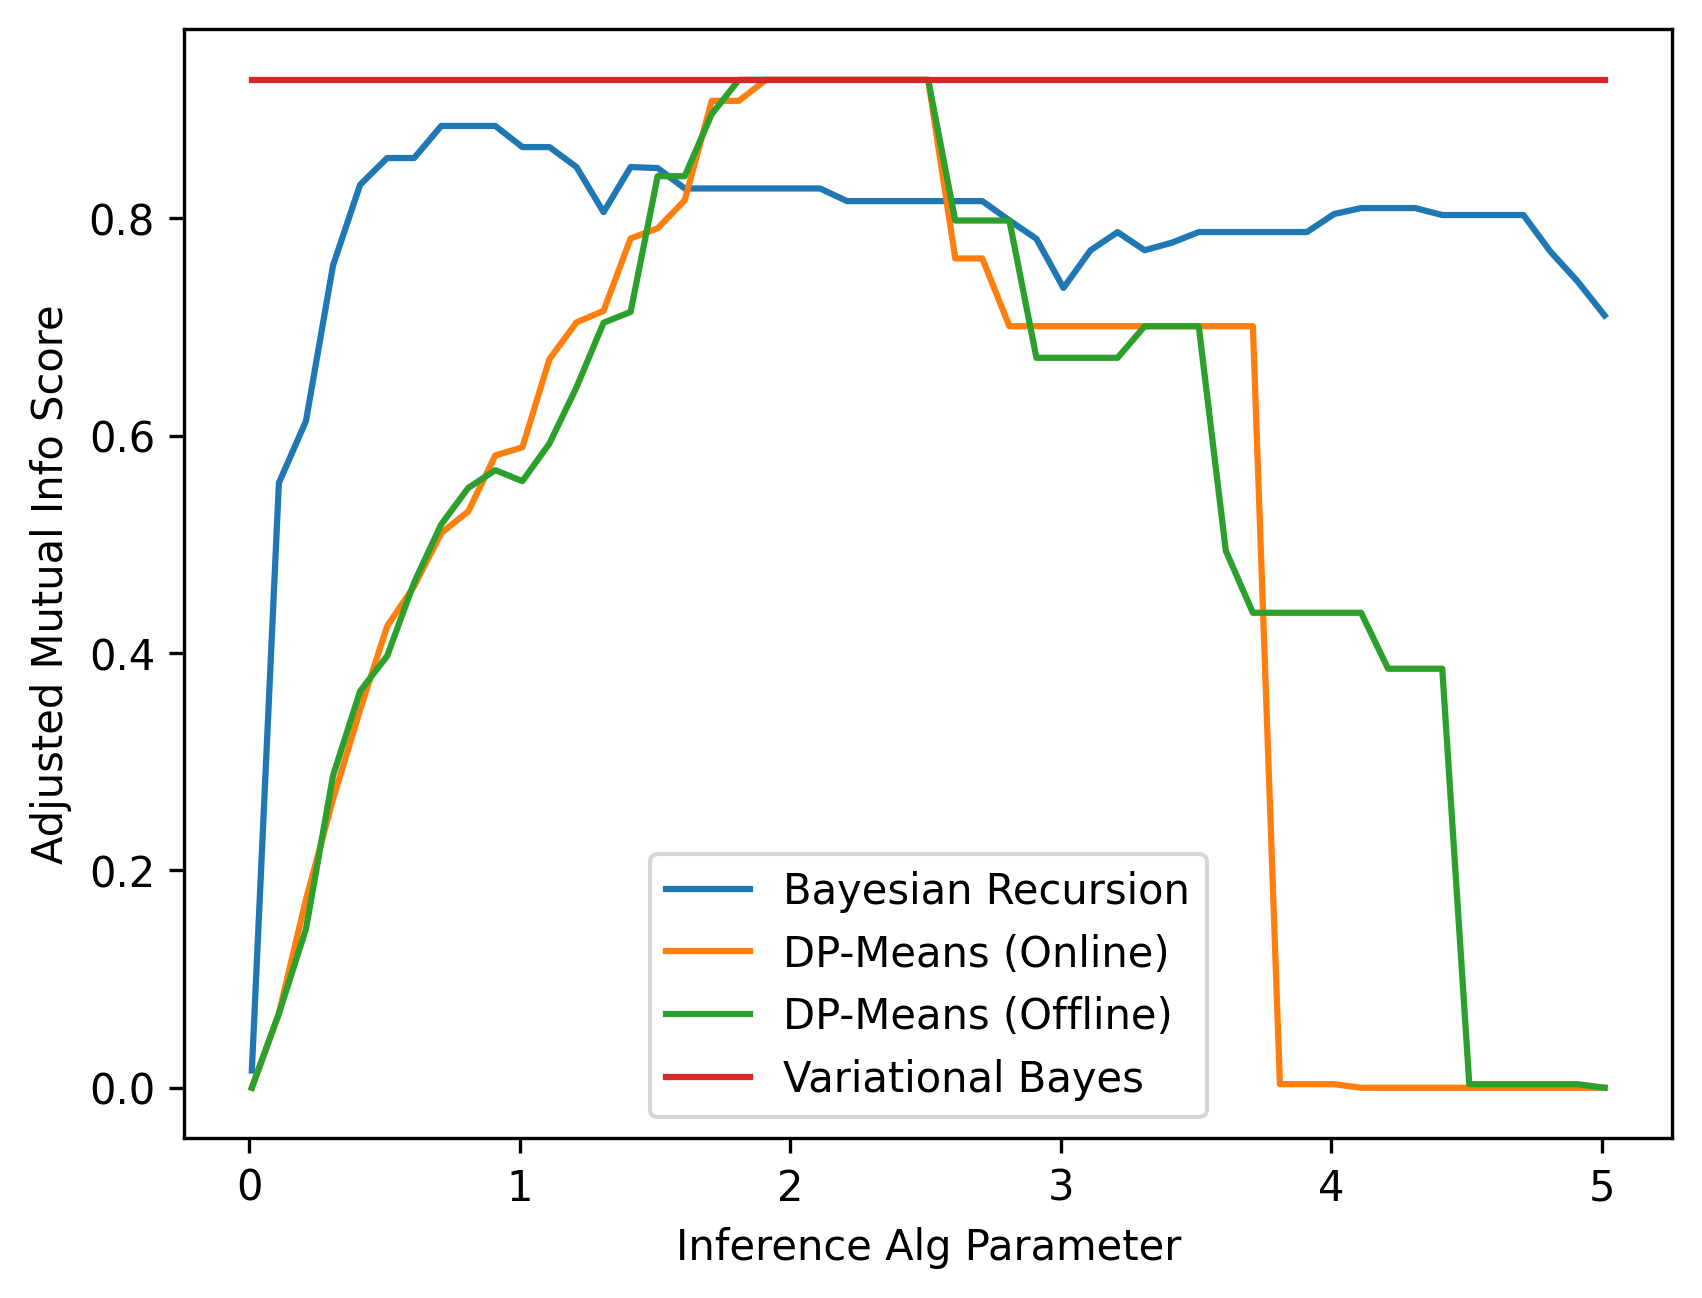 Adjusted Mutual Info Score
0.8
0.6
0.4
0.2
0.0
Bayesian Recursion
DP-Means (Online)
DP-Means (Offline)
Variational Bayes
0 1 2 3 4 5
Inference Alg Parameter